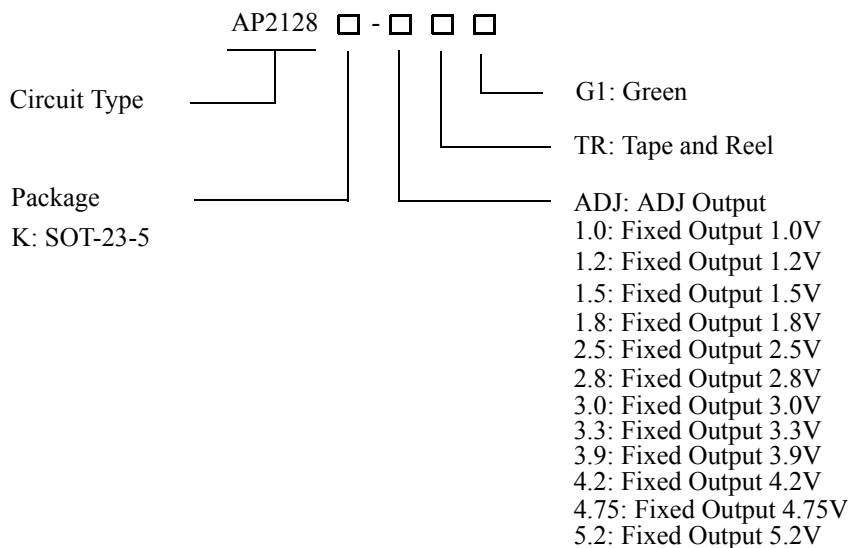 AP2128 -
Circuit Type
G1: Green
TR: Tape and Reel
Package
K: SOT-23-5
ADJ: ADJ Output
1.0: Fixed Output 1.0V
1.2: Fixed Output 1.2V
1.5: Fixed Output 1.5V
1.8: Fixed Output 1.8V
2.5: Fixed Output 2.5V
2.8: Fixed Output 2.8V
3.0: Fixed Output 3.0V
3.3: Fixed Output 3.3V
3.9: Fixed Output 3.9V
4.2: Fixed Output 4.2V
4.75: Fixed Output 4.75V
5.2: Fixed Output 5.2V